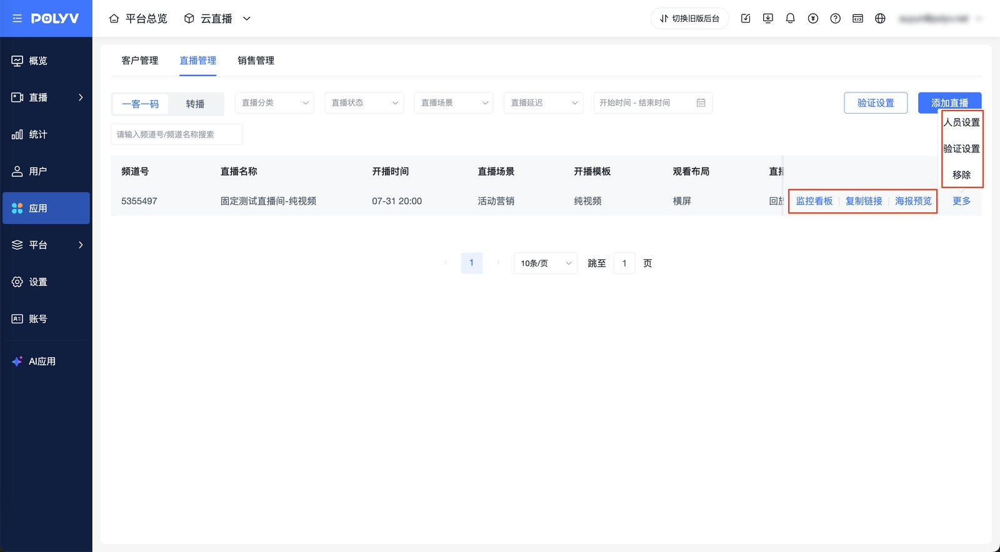 POLYV
平台总览
云直播
切换旧版后台
概览
直播
统计
用户
应用
平台
设置
账号
AI应用
客户管理 直播管理 销售管理
一客一码 转播 直播分类 直播状态 直播场景 直播延迟 开始时间 - 结束时间 验证设置 添加直播
请输入频道号/频道名称搜索
人员设置
验证设置
移除
频道号 直播名称 开播时间 直播场景 开播模板 观看布局
5355497 固定测试直播间-纯视频 07-31 20:00 活动营销 纯视频 横屏 监控看板 复制链接 海报预览 更多
1 10条/页 跳至 1 页